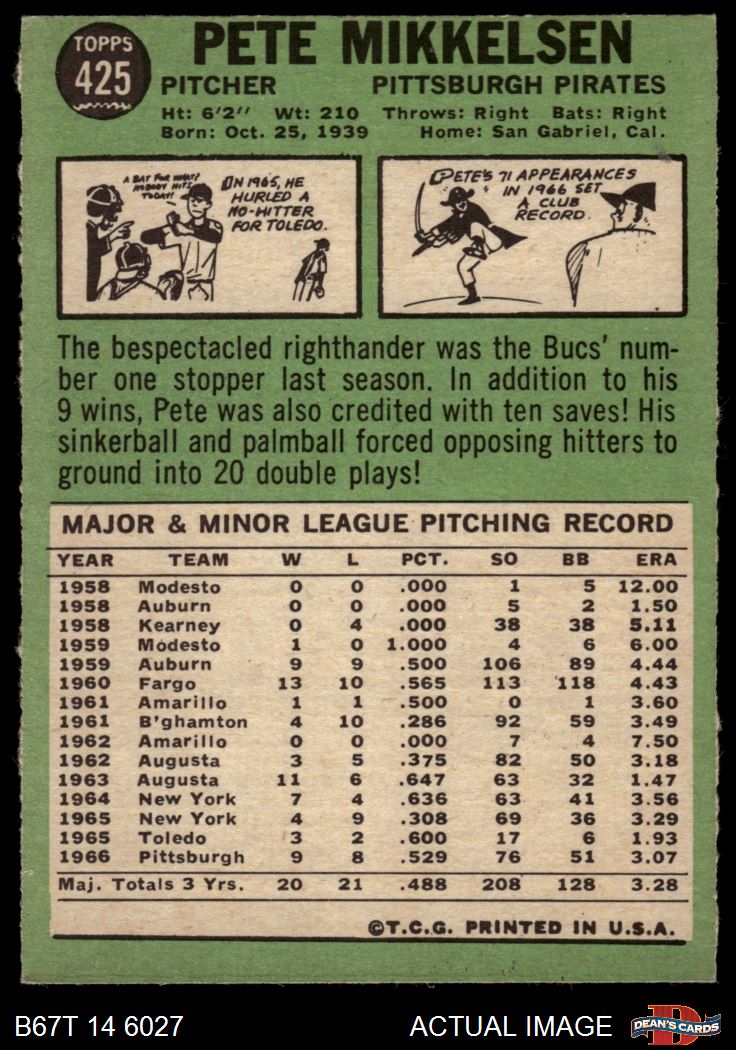 TOPPS
425
PETE MIKKELSEN
PITCHER PITTSBURGH PIRATES
Ht: 6'2" Wt: 210 Throws: Right Bats: Right
Born: Oct. 25, 1939 Home: San Gabriel, Cal.
A BAT FOR WHAT?
NOBODY HITS
TODAY!
IN 1965, HE
HURLED A
NO-HITTER
FOR TOLEDO.
PETE'S 71 APPEARANCES
IN 1966 SET
A CLUB
RECORD.
The bespectacled righthander was the Bucs' num-
ber one stopper last season. In addition to his
9 wins, Pete was also credited with ten saves! His
sinkerball and palmball forced opposing hitters to
ground into 20 double plays!
MAJOR & MINOR LEAGUE PITCHING RECORD
YEAR TEAM W L PCT. SO BB ERA
1958 Modesto 0 0 .000 1 5 12.00
1958 Auburn 0 0 .000 5 2 1.50
1958 Kearney 0 4 .000 38 38 5.11
1959 Modesto 1 0 1.000 4 6 6.00
1959 Auburn 9 9 .500 106 89 4.44
1960 Fargo 13 10 .565 113 118 4.43
1961 Amarillo 1 1 .500 0 1 3.60
1961 B'ghamton 4 10 .286 92 59 3.49
1962 Amarillo 0 0 .000 7 4 7.50
1962 Augusta 3 5 .375 82 50 3.18
1963 Augusta 11 6 .647 63 32 1.47
1964 New York 7 4 .636 63 41 3.56
1965 New York 4 9 .308 69 36 3.29
1965 Toledo 3 2 .600 17 6 1.93
1966 Pittsburgh 9 8 .529 76 51 3.07
Maj. Totals 3 Yrs. 20 21 .488 208 128 3.28
©T.C.G. PRINTED IN U.S.A.
B67T 14 6027 ACTUAL IMAGE
D
DEAN'S CARDS